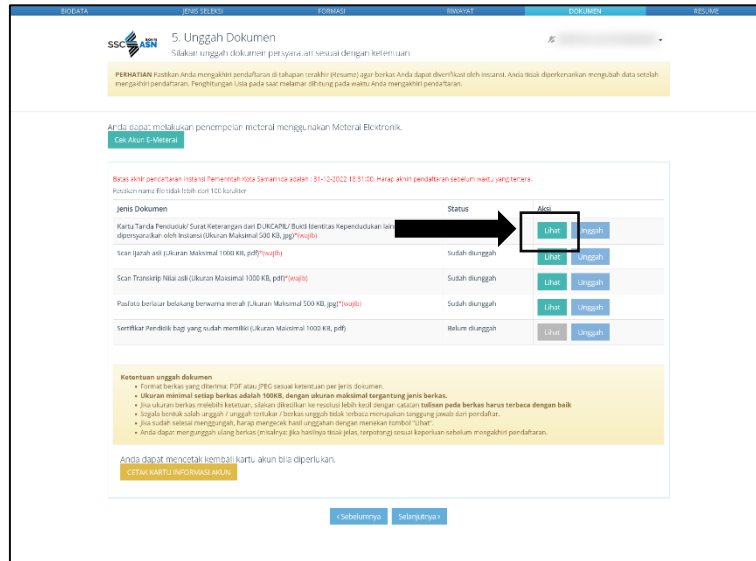 BIODATA JENIS SELEKSI FORMASI RIWAYAT DOKUMEN RESUME
SSC ASN
5. Unggah Dokumen
Silakan unggah dokumen persyaratan sesuai dengan ketentuan
PERHATIAN Pastikan Anda mengakhiri pendaftaran di tahapan terakhir (Resume) agar berkas Anda dapat diverifikasi oleh instansi. Anda tidak diperkenankan mengubah data setelah
mengakhiri pendaftaran. Penghitungan Usia pada saat melamar dihitung pada waktu Anda mengakhiri pendaftaran.
Anda dapat melakukan penempelan meterai menggunakan Meterai Elektronik.
Cek Akun E-Meterai
Batas akhir pendaftaran instansi Pemerintah Kota Samarinda adalah : 31-12-2022 16:31:00. Harap akhiri pendaftaran sebelum waktu yang tertera.
Pastikan nama file tidak lebih dari 100 karakter
Jenis Dokumen Status Aksi
Kartu Tanda Penduduk/ Surat Keterangan dari DUKCAPIL/ Bukti Identitas Kependudukan lain
dipersyaratkan oleh Instansi (Ukuran Maksimal 500 KB, jpg)*(wajib) Lihat Unggah
Scan Ijazah asli (Ukuran Maksimal 1000 KB, pdf)*(wajib) Sudah diunggah Lihat Unggah
Scan Transkrip Nilai asli (Ukuran Maksimal 1000 KB, pdf)*(wajib) Sudah diunggah Lihat Unggah
Pasfoto berlatar belakang berwarna merah (Ukuran Maksimal 500 KB, jpg)*(wajib) Sudah diunggah Lihat Unggah
Sertifikat Pendidik bagi yang sudah memiliki (Ukuran Maksimal 1000 KB, pdf) Belum diunggah Lihat Unggah
Ketentuan unggah dokumen
• Format berkas yang diterima: PDF atau JPEG sesuai ketentuan per jenis dokumen.
• Ukuran minimal setiap berkas adalah 100KB, dengan ukuran maksimal tergantung jenis berkas.
• Jika ukuran berkas melebihi ketetuan, silakan dikecilkan ke resolusi lebih kecil dengan catatan tulisan pada berkas harus terbaca dengan baik
• Segala bentuk salah unggah / unggah tertukar / berkas unggah tidak terbaca merupakan tanggung jawab dari pendaftar.
• Jika sudah selesai mengunggah, harap mengecek hasil unggahan dengan menekan tombol "Lihat".
• Anda dapat mengunggah ulang berkas (misalnya: jika hasilnya tidak jelas, terpotong) sesuai keperluan sebelum mengakhiri pendaftaran.
Anda dapat mencetak kembali kartu akun bila diperlukan.
CETAK KARTU INFORMASI AKUN
‹ Sebelumnya Selanjutnya ›